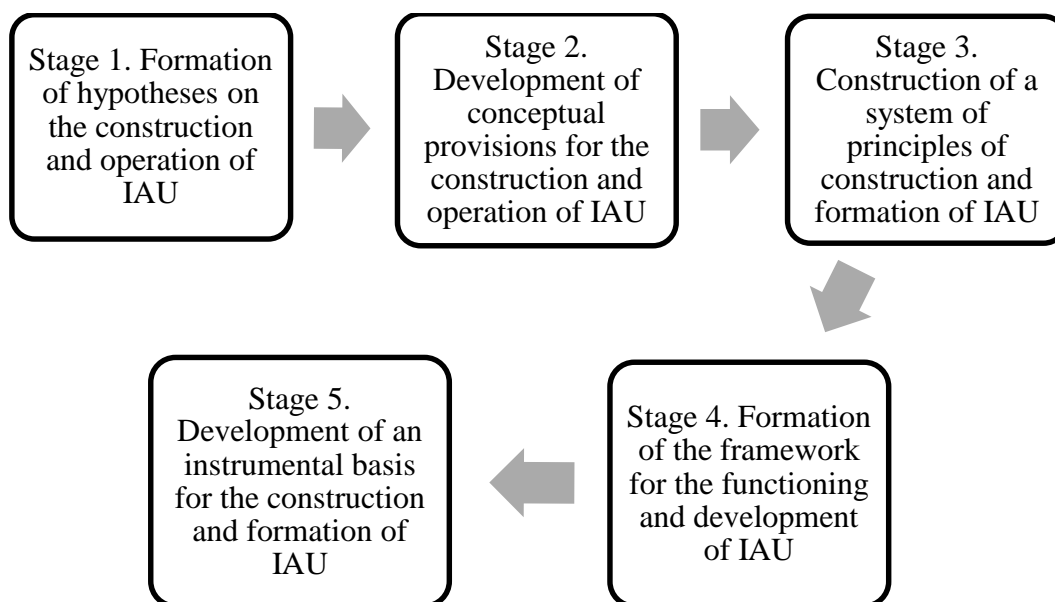 Stage 1. Formation
of hypotheses on
the construction
and operation of
IAU
Stage 2.
Development of
conceptual
provisions for the
construction and
operation of IAU
Stage 3.
Construction of a
system of
principles of
construction and
formation of IAU
Stage 4. Formation
of the framework
for the functioning
and development
of IAU
Stage 5.
Development of an
instrumental basis
for the construction
and formation of
IAU